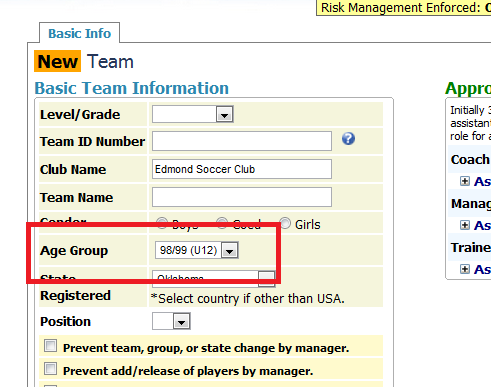 Risk Management Enforced:
Basic Info
New Team
Basic Team Information
Level/Grade
Team ID Number
?
Club Name Edmond Soccer Club
Team Name
Gender Boys Coed Girls
Age Group 98/99 (U12)
State Oklahoma
Registered *Select country if other than USA.
Position
Prevent team, group, or state change by manager.
Prevent add/release of players by manager.
Appro
Initially
assistan
role for a
Coach
As
Manag
As
Traine
As